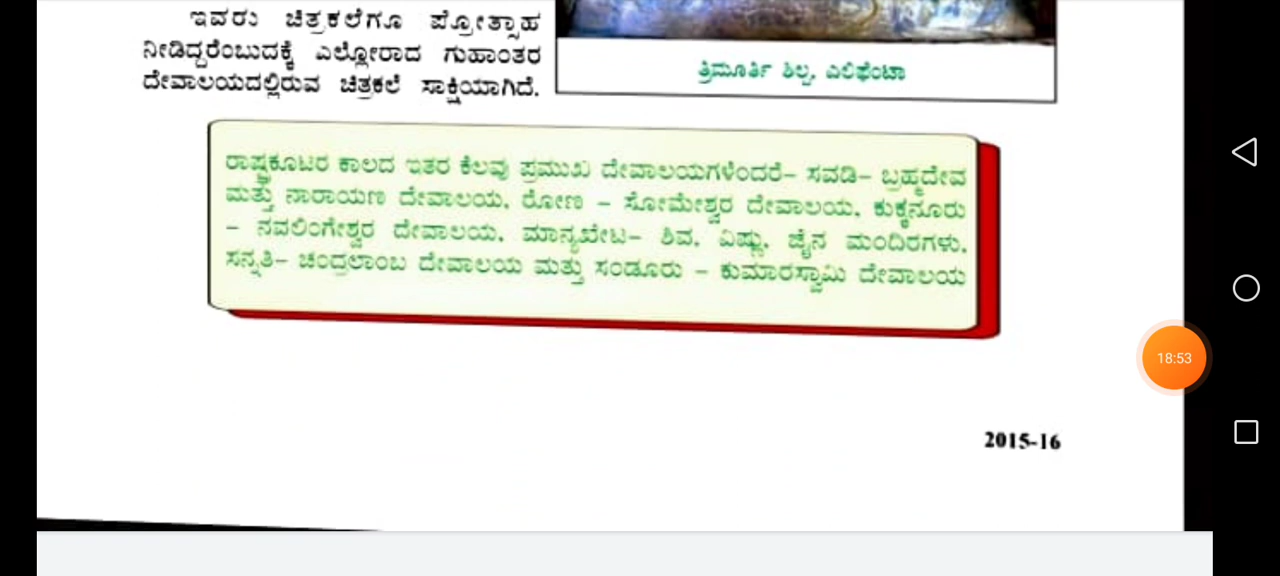 ಇವರು ಚಿತ್ರಕಲೆಗೂ ಪ್ರೋತ್ಸಾಹ
ನೀಡಿದ್ದರೆಂಬುದಕ್ಕೆ ಎಲ್ಲೋರಾದ ಗುಹಾಂತರ
ದೇವಾಲಯದಲ್ಲಿರುವ ಚಿತ್ರಕಲೆ ಸಾಕ್ಷಿಯಾಗಿದೆ.
ತ್ರಿಮೂರ್ತಿ ಶಿಲ್ಪ, ಎಲಿಫೆಂಟಾ
ರಾಷ್ಟ್ರಕೂಟರ ಕಾಲದ ಇತರ ಕೆಲವು ಪ್ರಮುಖ ದೇವಾಲಯಗಳೆಂದರೆ– ಸವಡಿ– ಬ್ರಹ್ಮದೇವ
ಮತ್ತು ನಾರಾಯಣ ದೇವಾಲಯ, ರೋಣ – ಸೋಮೇಶ್ವರ ದೇವಾಲಯ, ಕುಕ್ಕನೂರು
– ನವಲಿಂಗೇಶ್ವರ ದೇವಾಲಯ, ಮಾನ್ಯಖೇಟ– ಶಿವ, ವಿಷ್ಣು, ಜೈನ ಮಂದಿರಗಳು,
ಸನ್ನತಿ– ಚಂದ್ರಲಾಂಬ ದೇವಾಲಯ ಮತ್ತು ಸಂಡೂರು – ಕುಮಾರಸ್ವಾಮಿ ದೇವಾಲಯ
18:53
2015-16